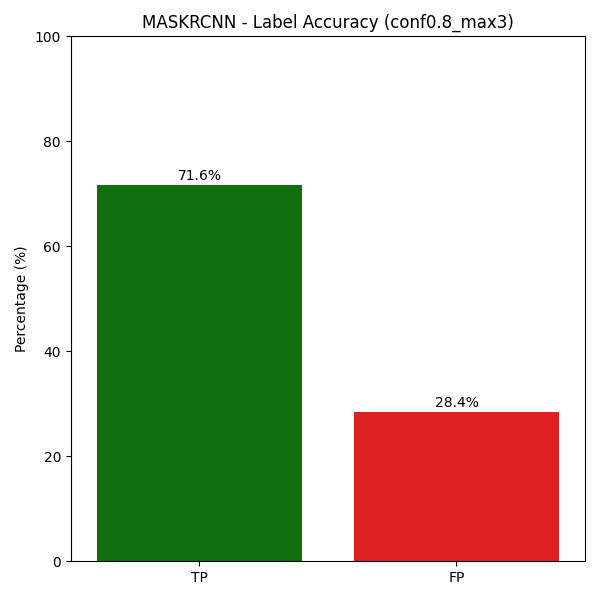 MASKRCNN - Label Accuracy (conf0.8_max3)
Percentage (%)
100
80
60
40
20
0
71.6%
28.4%
TP
FP